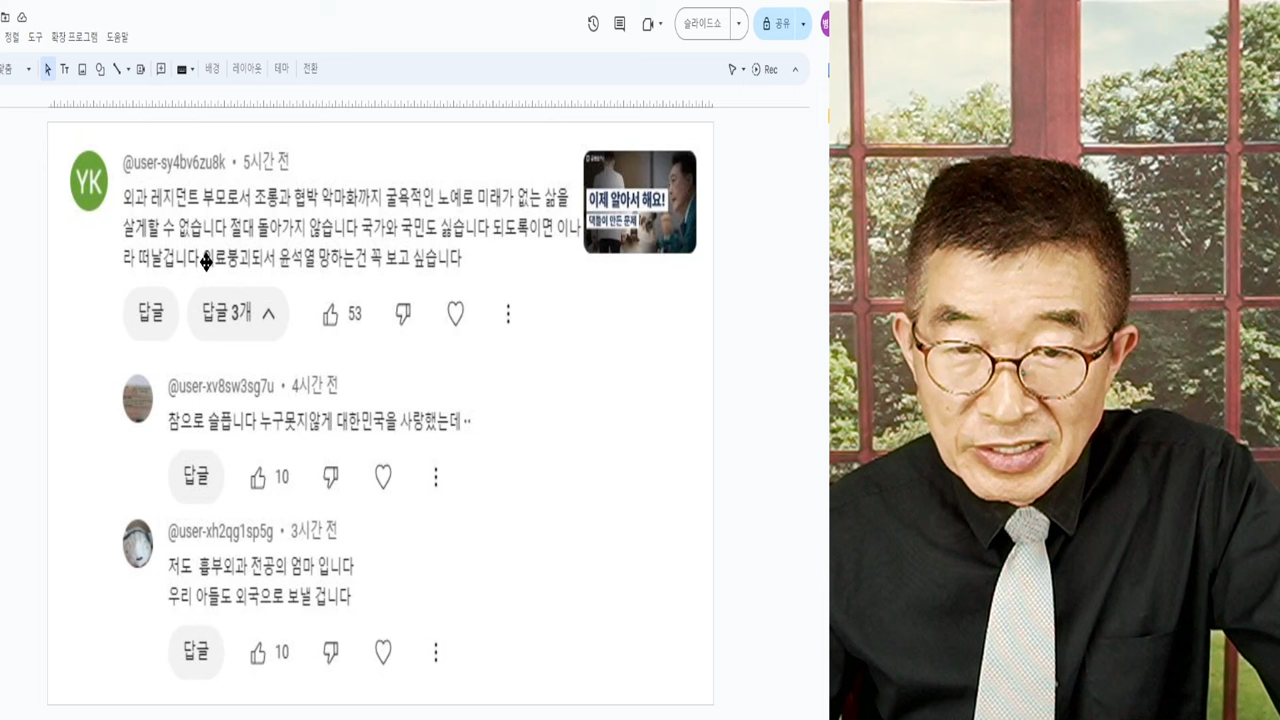 정렬 도구 확장 프로그램 도움말
슬라이드쇼
공유
배경 레이아웃 테마 전환
Rec
YK
@user-sy4bv6zu8k • 5시간 전
외과 레지던트 부모로서 조롱과 협박 악마화까지 굴욕적인 노예로 미래가 없는 삶을
살게할 수 없습니다 절대 돌아가지 않습니다 국가와 국민도 싫습니다 되도록이면 이나
라 떠날겁니다 의료붕괴되서 윤석열 망하는건 꼭 보고 싶습니다
이제 알아서 해요!
댁들이 만든 문제
답글 답글 3개 53
@user-xv8sw3sg7u • 4시간 전
참으로 슬픕니다 누구못지않게 대한민국을 사랑했는데 ··
답글 10
@user-xh2qg1sp5g • 3시간 전
저도 흉부외과 전공의 엄마 입니다
우리 아들도 외국으로 보낼 겁니다
답글 10